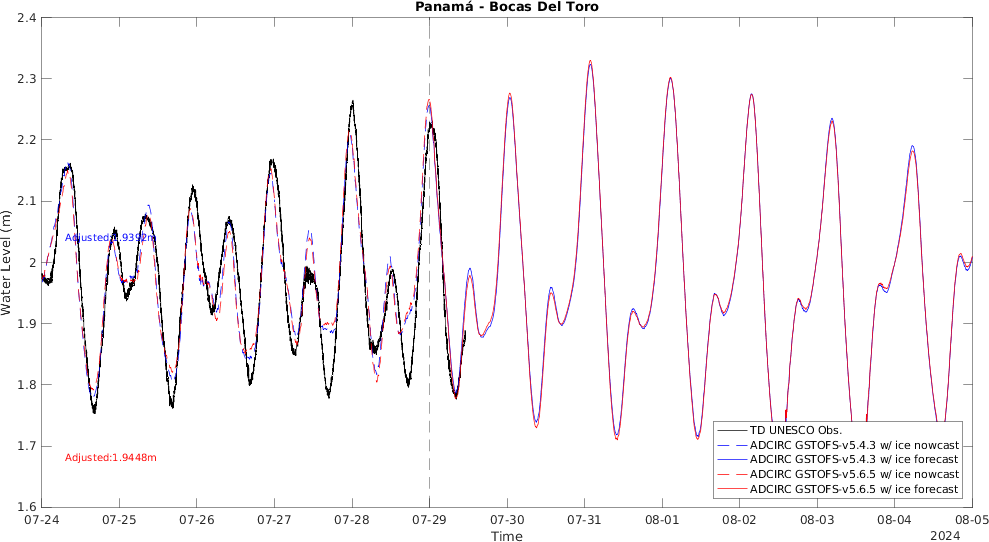 Panamá - Bocas Del Toro
2.4
2.3
2.2
2.1
2
1.9
1.8
1.7
1.6
Water Level (m)
Adjusted:1.9392m
Adjusted:1.9448m
TD UNESCO Obs.
ADCIRC GSTOFS-v5.4.3 w/ ice nowcast
ADCIRC GSTOFS-v5.4.3 w/ ice forecast
ADCIRC GSTOFS-v5.6.5 w/ ice nowcast
ADCIRC GSTOFS-v5.6.5 w/ ice forecast
07-24 07-25 07-26 07-27 07-28 07-29 07-30 07-31 08-01 08-02 08-03 08-04 08-05
Time
2024